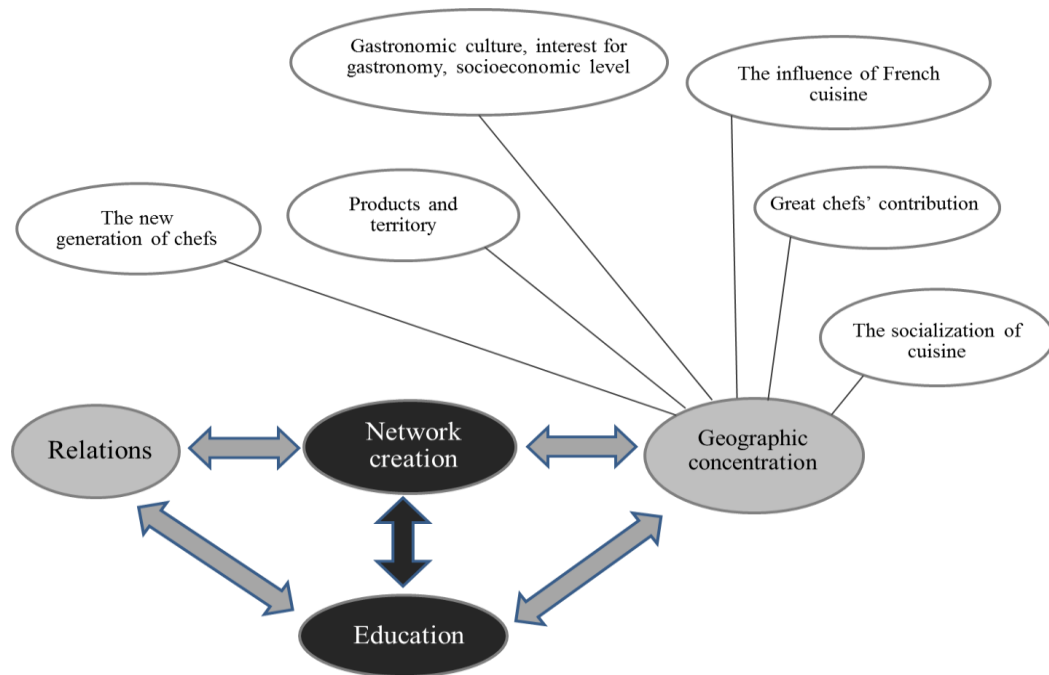 Gastronomic culture, interest for
gastronomy, socioeconomic level
The influence of French
cuisine
Products and
territory
Great chefs’ contribution
The new
generation of chefs
The socialization of
cuisine
Relations
Network
creation
Geographic
concentration
Education